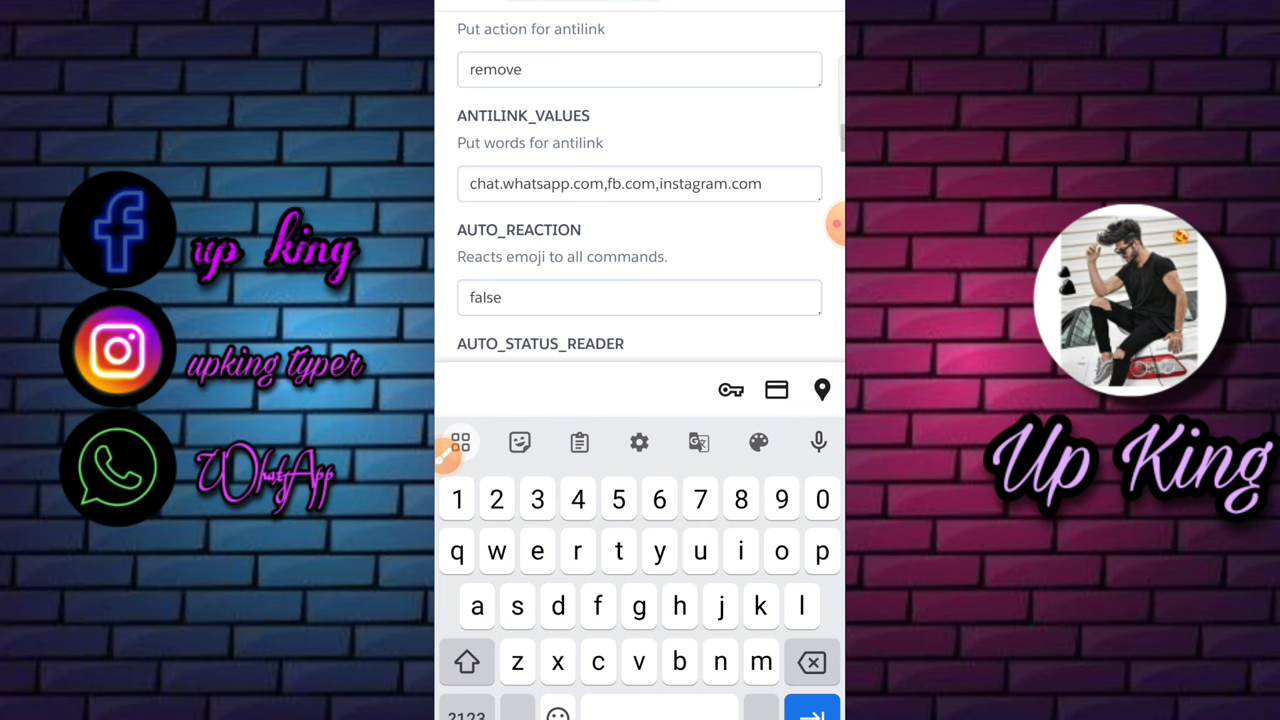 Put action for antilink
remove
ANTILINK_VALUES
Put words for antilink
chat.whatsapp.com,fb.com,instagram.com
AUTO_REACTION
Reacts emoji to all commands.
false
AUTO_STATUS_READER
up king
upking typer
WhatsApp
Up King
1 2 3 4 5 6 7 8 9 0
q w e r t y u i o p
a s d f g h j k l
z x c v b n m
?123